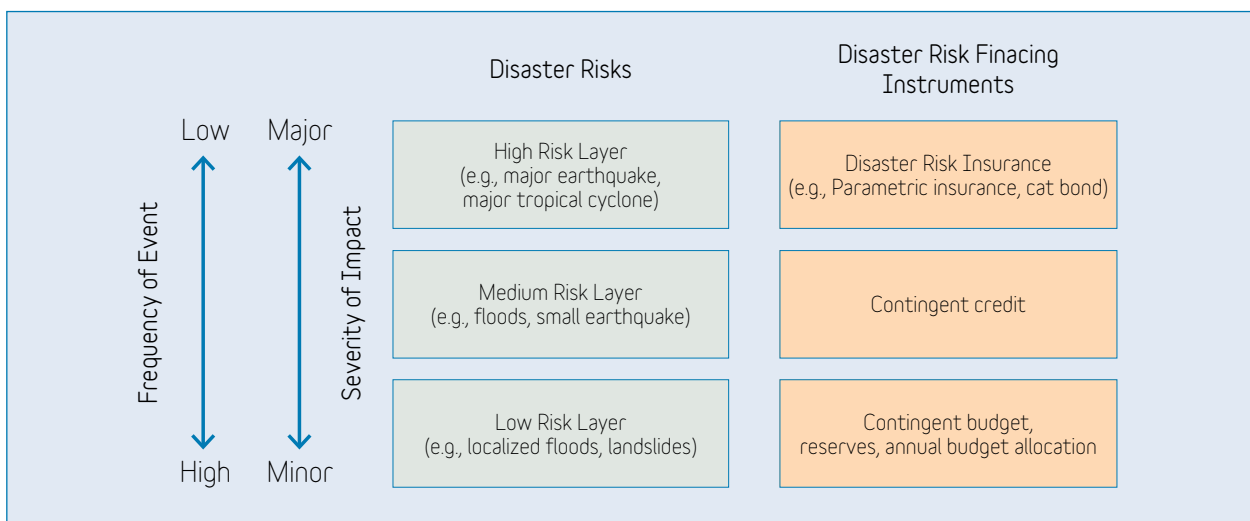 Disaster Risks
Disaster Risk Finacing
Instruments
Low
Major
Frequency of Event
Severity of Impact
High
Minor
High Risk Layer
(e.g., major earthquake,
major tropical cyclone)
Disaster Risk Insurance
(e.g., Parametric insurance, cat bond)
Medium Risk Layer
(e.g., floods, small earthquake)
Contingent credit
Low Risk Layer
(e.g., localized floods, landslides)
Contingent budget,
reserves, annual budget allocation